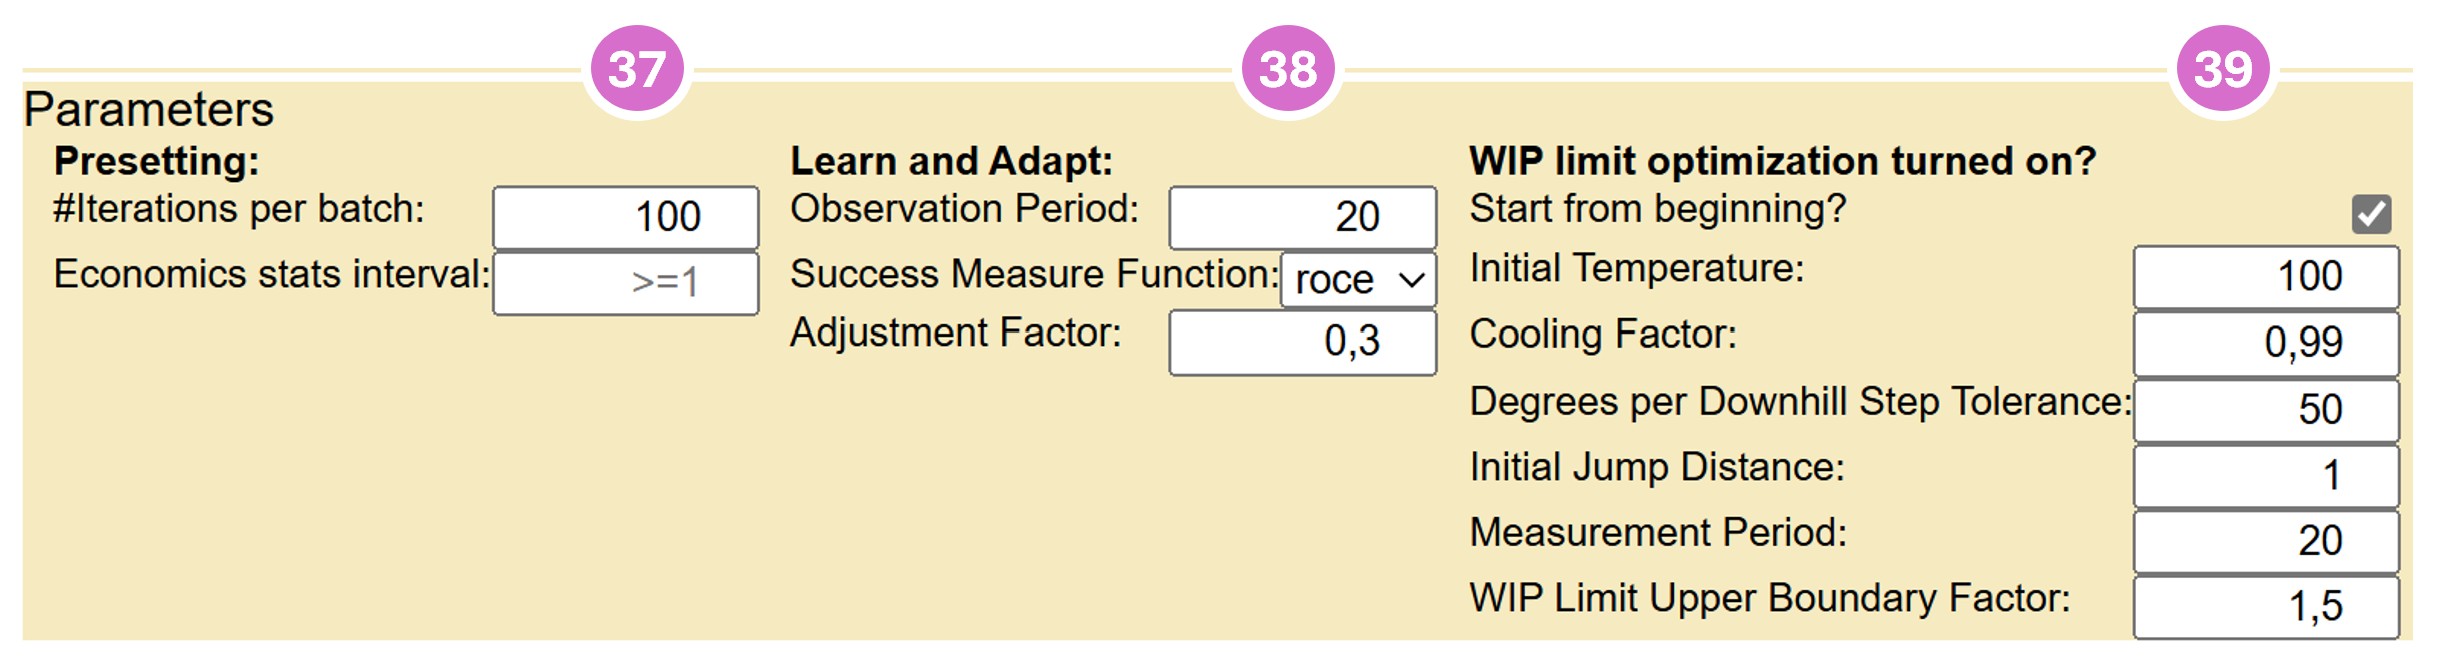 37
38
39
Parameters
Presetting:
#Iterations per batch: 100
Economics stats interval: >=1
Learn and Adapt:
Observation Period: 20
Success Measure Function: roce
Adjustment Factor: 0,3
WIP limit optimization turned on?
Start from beginning?
Initial Temperature: 100
Cooling Factor: 0,99
Degrees per Downhill Step Tolerance: 50
Initial Jump Distance: 1
Measurement Period: 20
WIP Limit Upper Boundary Factor: 1,5